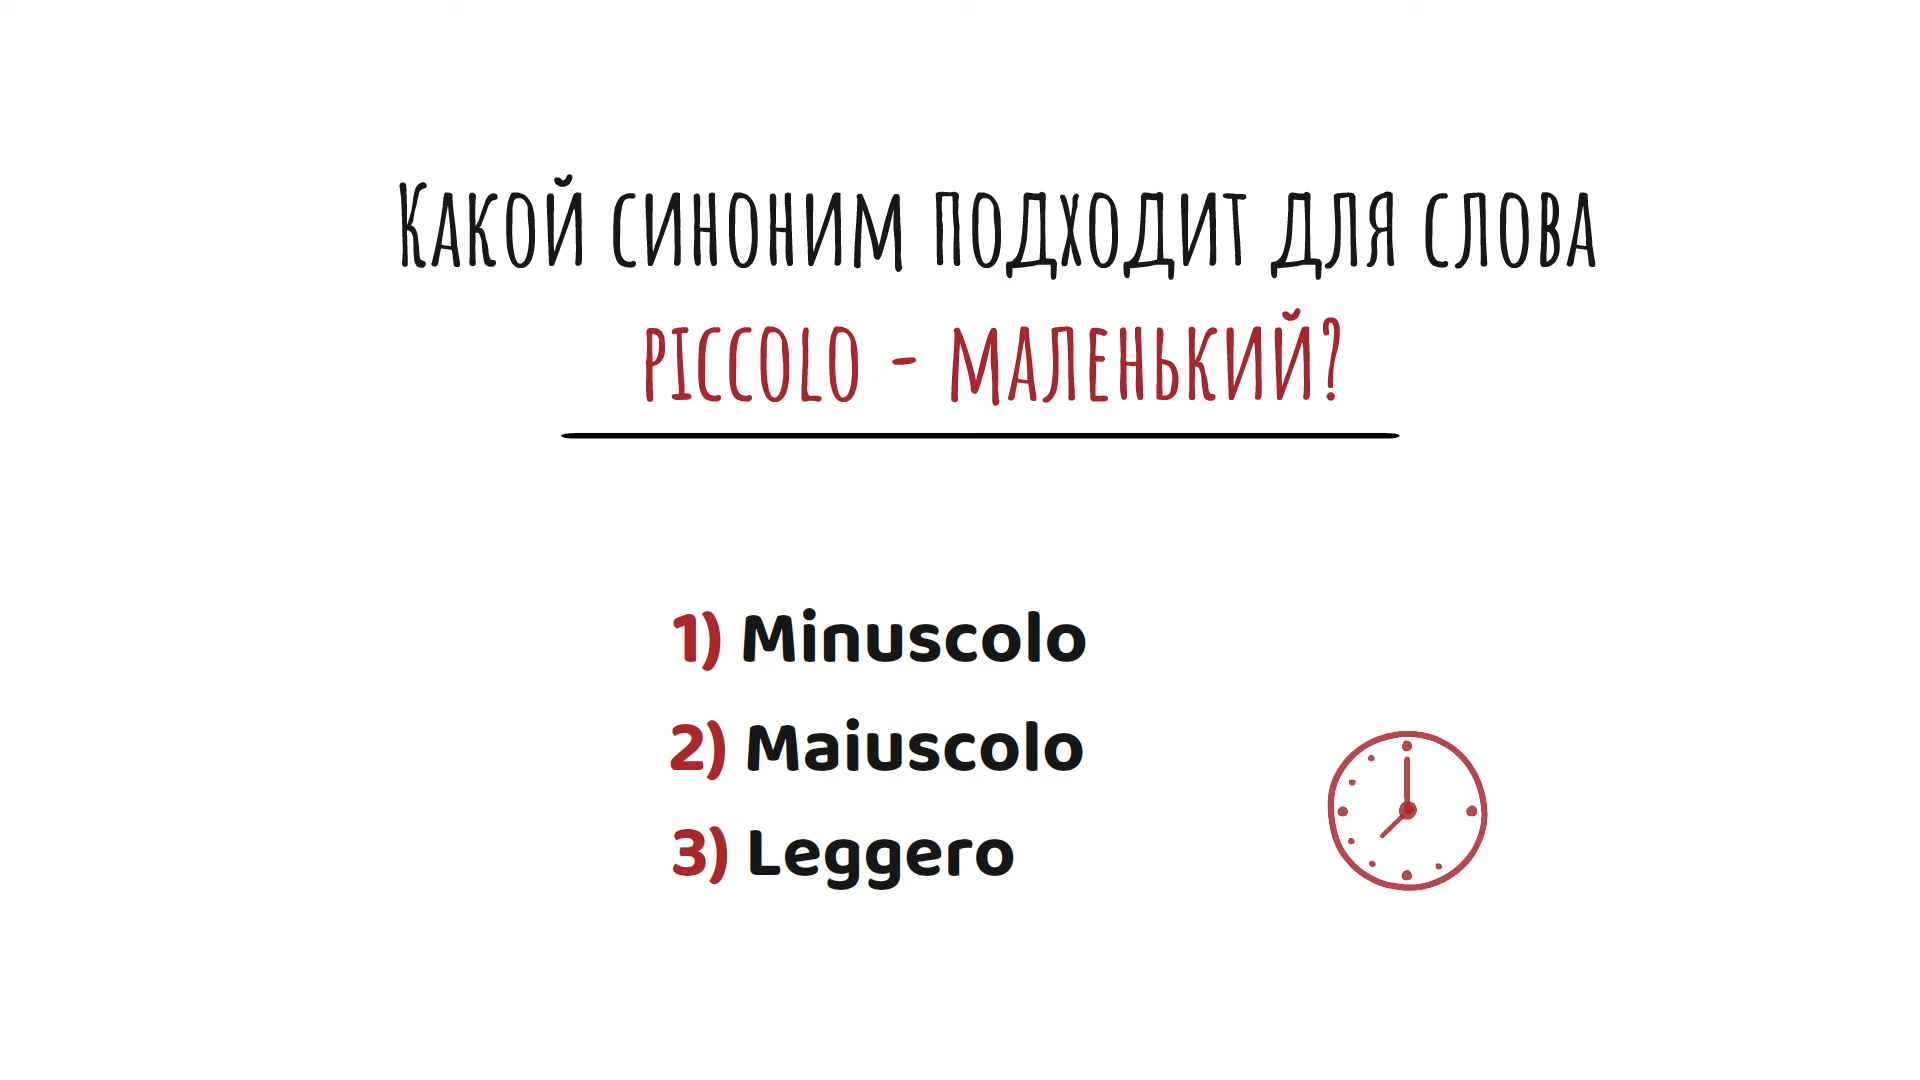 Какой синоним подходит для слова
piccolo - маленький?
1) Minuscolo
2) Maiuscolo
3) Leggero